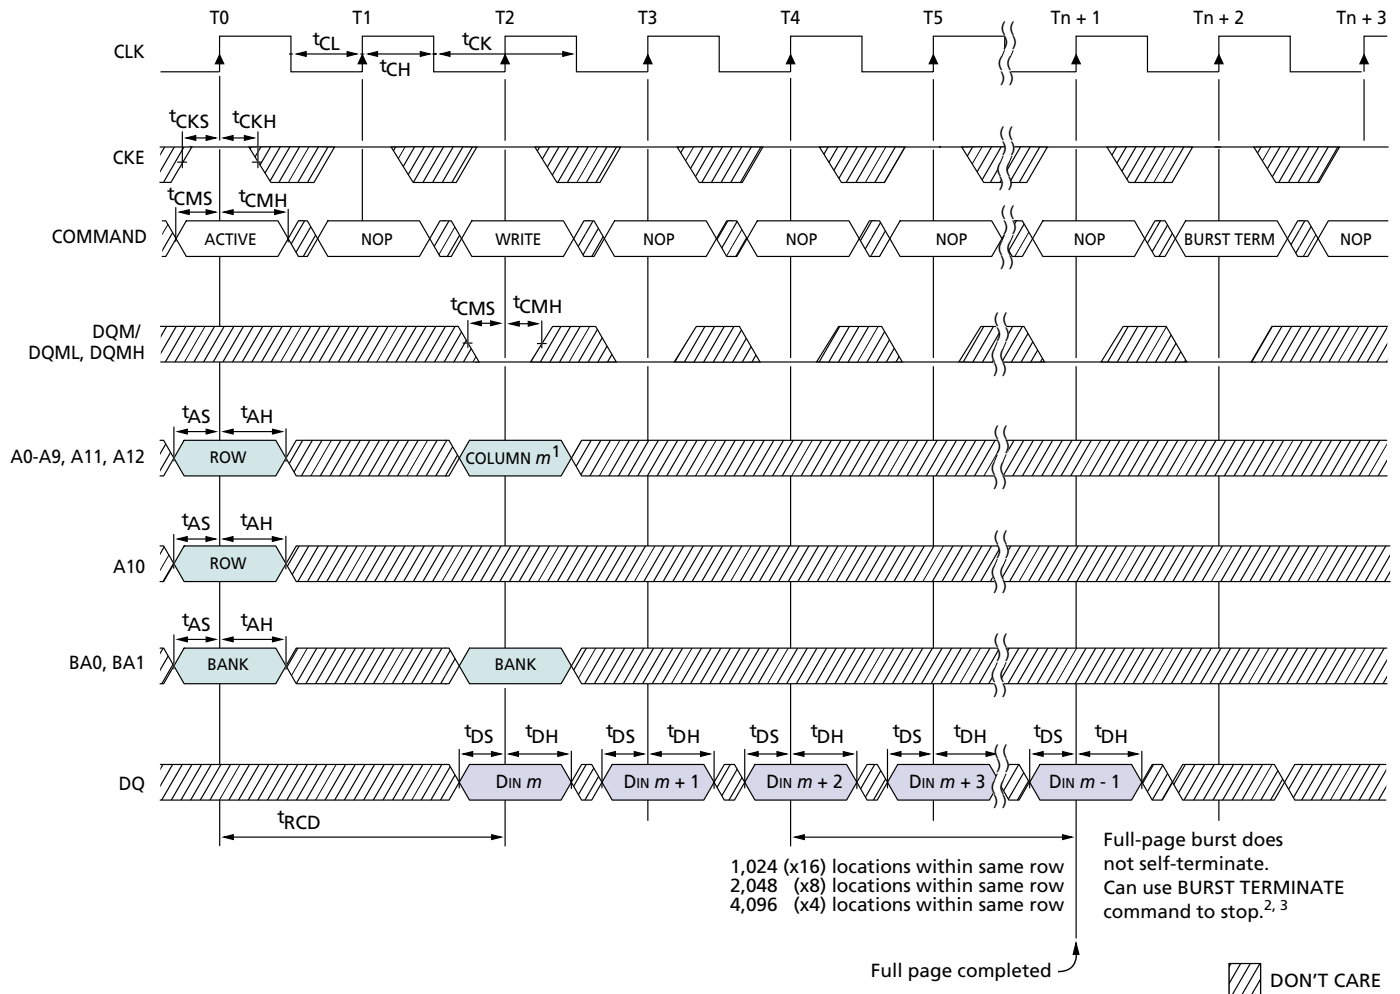 T0 T1 T2 T3 T4 T5 Tn + 1 Tn + 2 Tn + 3
CLK
tCL tCK
tCH
tCKS tCKH
CKE
tCMS tCMH
COMMAND ACTIVE NOP WRITE NOP NOP NOP NOP BURST TERM NOP
tCMS tCMH
DQM/
DQML, DQMH
tAS tAH
A0-A9, A11, A12 ROW COLUMN m1
tAS tAH
A10 ROW
tAS tAH
BA0, BA1 BANK BANK
tDS tDH tDS tDH tDS tDH tDS tDH tDS tDH
DQ DIN m DIN m + 1 DIN m + 2 DIN m + 3 DIN m - 1
tRCD
1,024 (x16) locations within same row
2,048 (x8) locations within same row
4,096 (x4) locations within same row
Full-page burst does
not self-terminate.
Can use BURST TERMINATE
command to stop.2, 3
Full page completed
DON'T CARE